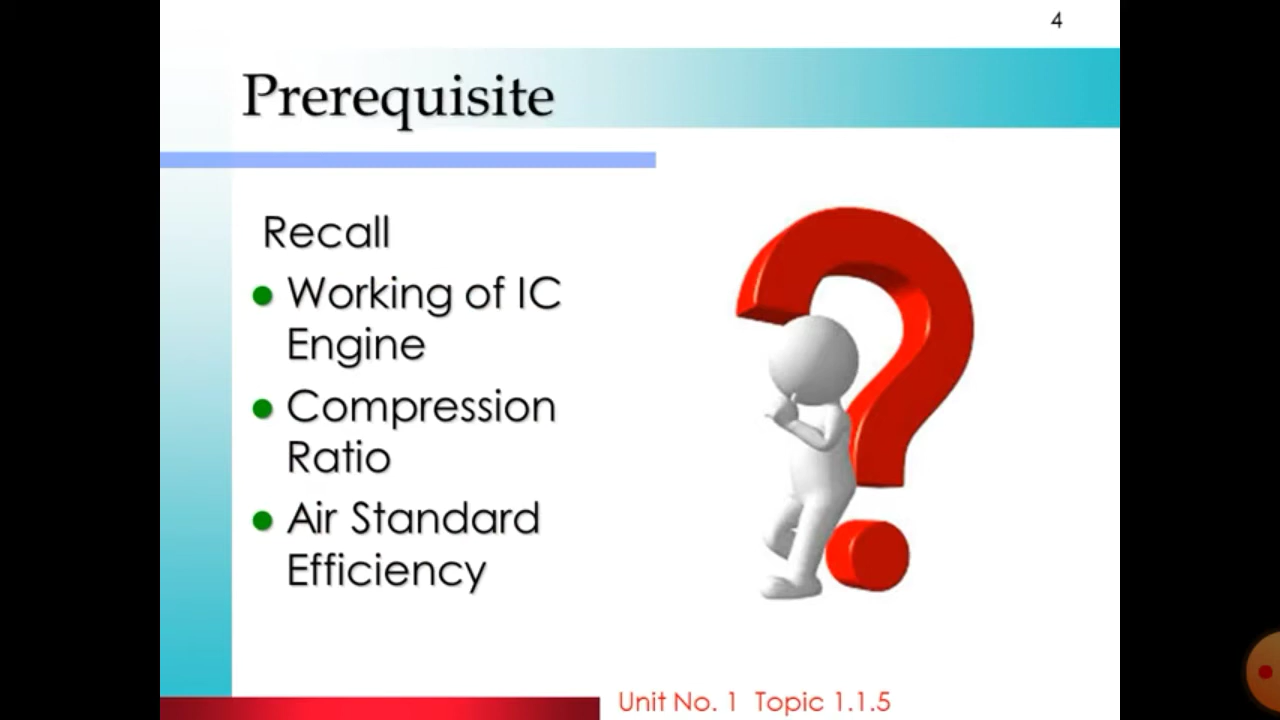 4
Prerequisite
Recall
Working of IC
Engine
Compression
Ratio
Air Standard
Efficiency
Unit No. 1 Topic 1.1.5